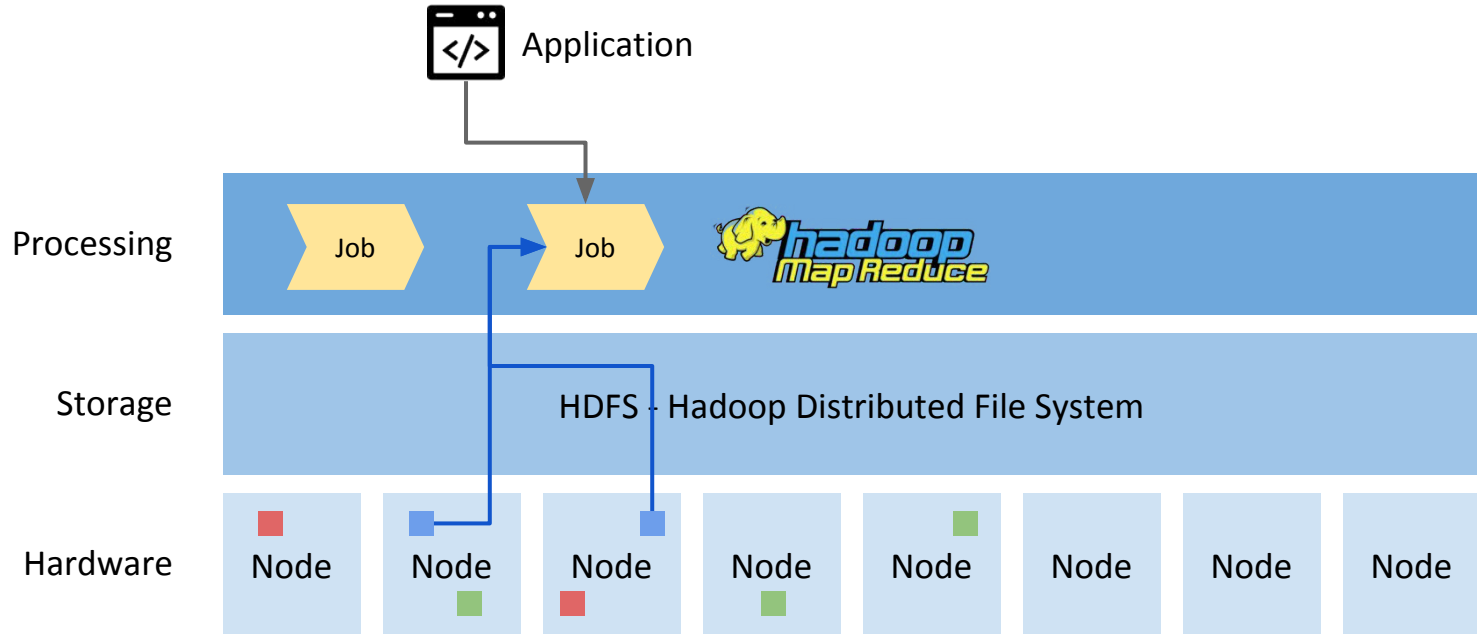 </>
Application
Processing
Job
Job
hadoop
Map Reduce
Storage
HDFS - Hadoop Distributed File System
Hardware
Node
Node
Node
Node
Node
Node
Node
Node